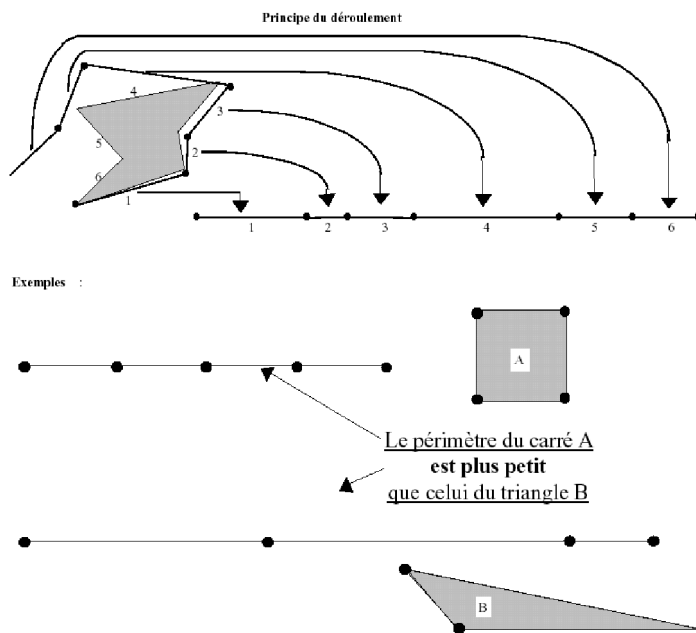 Principe du déroulement
4
3
5
2
6
1
1 2 3 4 5 6
Exemples :
A
Le périmètre du carré A
est plus petit
que celui du triangle B
B